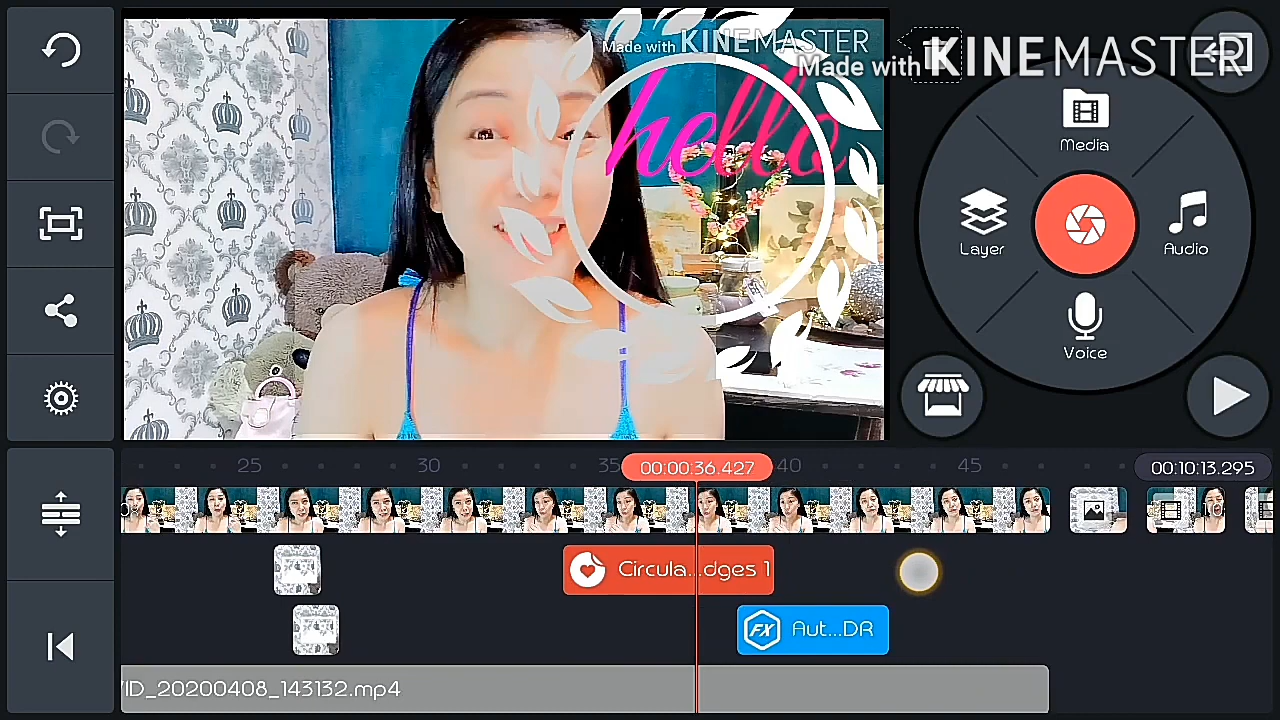 Made with KINEMASTER
Made with KINEMASTER
hello
Media
Layer
Audio
Voice
25
30
35
00:00:36.427
40
45
00:10:13.295
Circula...dges 1
FX
Aut...DR
ID_20200408_143132.mp4